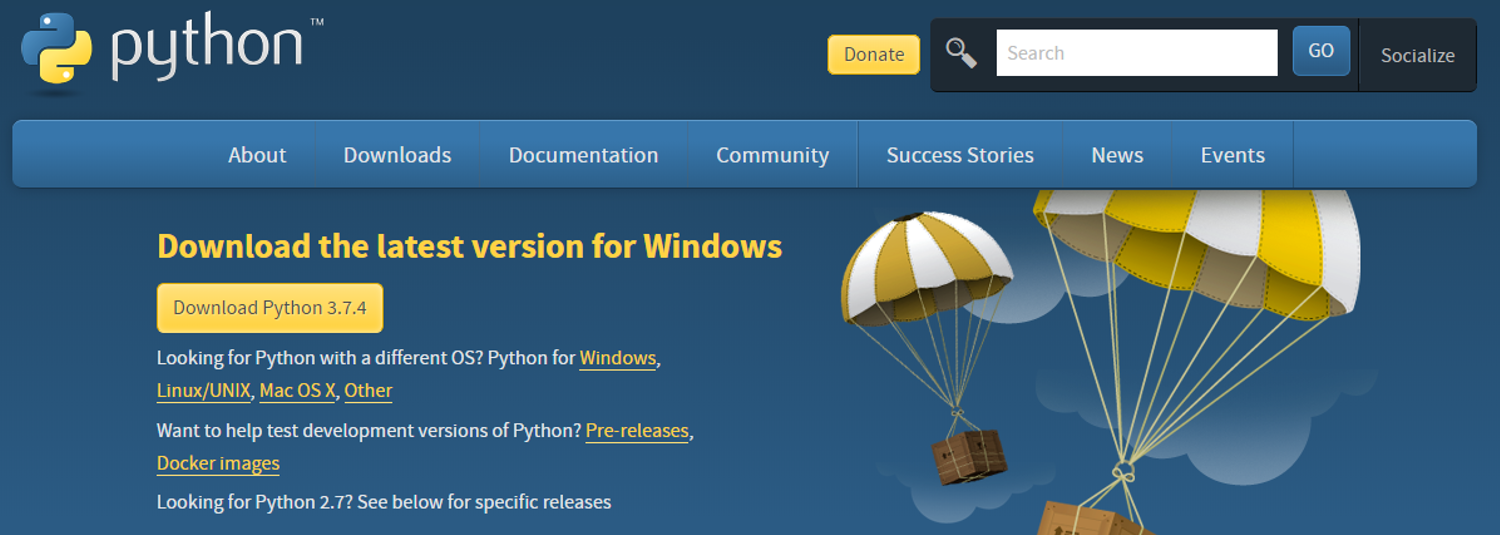 python™
Donate
Search
GO
Socialize
About
Downloads
Documentation
Community
Success Stories
News
Events
Download the latest version for Windows
Download Python 3.7.4
Looking for Python with a different OS? Python for Windows,
Linux/UNIX, Mac OS X, Other
Want to help test development versions of Python? Pre-releases,
Docker images
Looking for Python 2.7? See below for specific releases